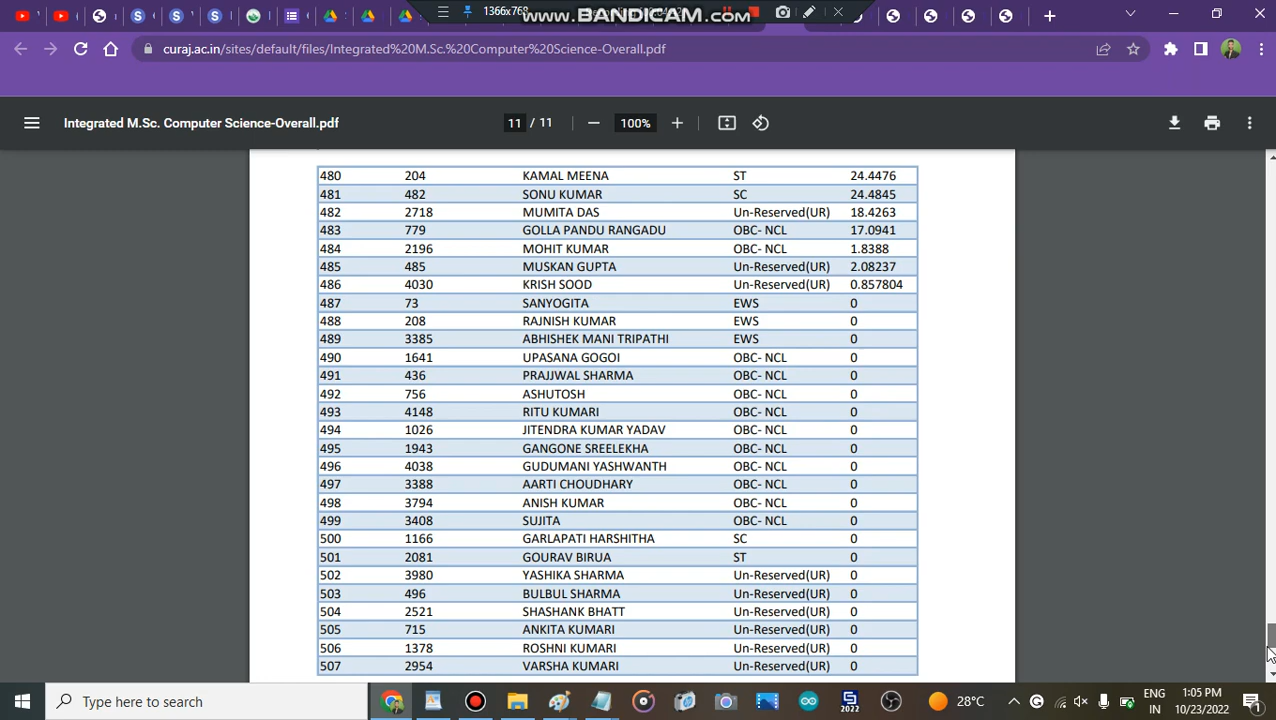 1366x768
www.BANDICAM.com
curaj.ac.in/sites/default/files/Integrated%20M.Sc.%20Computer%20Science-Overall.pdf
Integrated M.Sc. Computer Science-Overall.pdf 11 / 11 100%
480 204 KAMAL MEENA ST 24.4476
481 482 SONU KUMAR SC 24.4845
482 2718 MUMITA DAS Un-Reserved(UR) 18.4263
483 779 GOLLA PANDU RANGADU OBC- NCL 17.0941
484 2196 MOHIT KUMAR OBC- NCL 1.8388
485 485 MUSKAN GUPTA Un-Reserved(UR) 2.08237
486 4030 KRISH SOOD Un-Reserved(UR) 0.857804
487 73 SANYOGITA EWS 0
488 208 RAJNISH KUMAR EWS 0
489 3385 ABHISHEK MANI TRIPATHI EWS 0
490 1641 UPASANA GOGOI OBC- NCL 0
491 436 PRAJJWAL SHARMA OBC- NCL 0
492 756 ASHUTOSH OBC- NCL 0
493 4148 RITU KUMARI OBC- NCL 0
494 1026 JITENDRA KUMAR YADAV OBC- NCL 0
495 1943 GANGONE SREELEKHA OBC- NCL 0
496 4038 GUDUMANI YASHWANTH OBC- NCL 0
497 3388 AARTI CHOUDHARY OBC- NCL 0
498 3794 ANISH KUMAR OBC- NCL 0
499 3408 SUJITA OBC- NCL 0
500 1166 GARLAPATI HARSHITHA SC 0
501 2081 GOURAV BIRUA ST 0
502 3980 YASHIKA SHARMA Un-Reserved(UR) 0
503 496 BULBUL SHARMA Un-Reserved(UR) 0
504 2521 SHASHANK BHATT Un-Reserved(UR) 0
505 715 ANKITA KUMARI Un-Reserved(UR) 0
506 1378 ROSHNI KUMARI Un-Reserved(UR) 0
507 2954 VARSHA KUMARI Un-Reserved(UR) 0
Type here to search 2022 28°C ENG IN 1:05 PM 10/23/2022 1